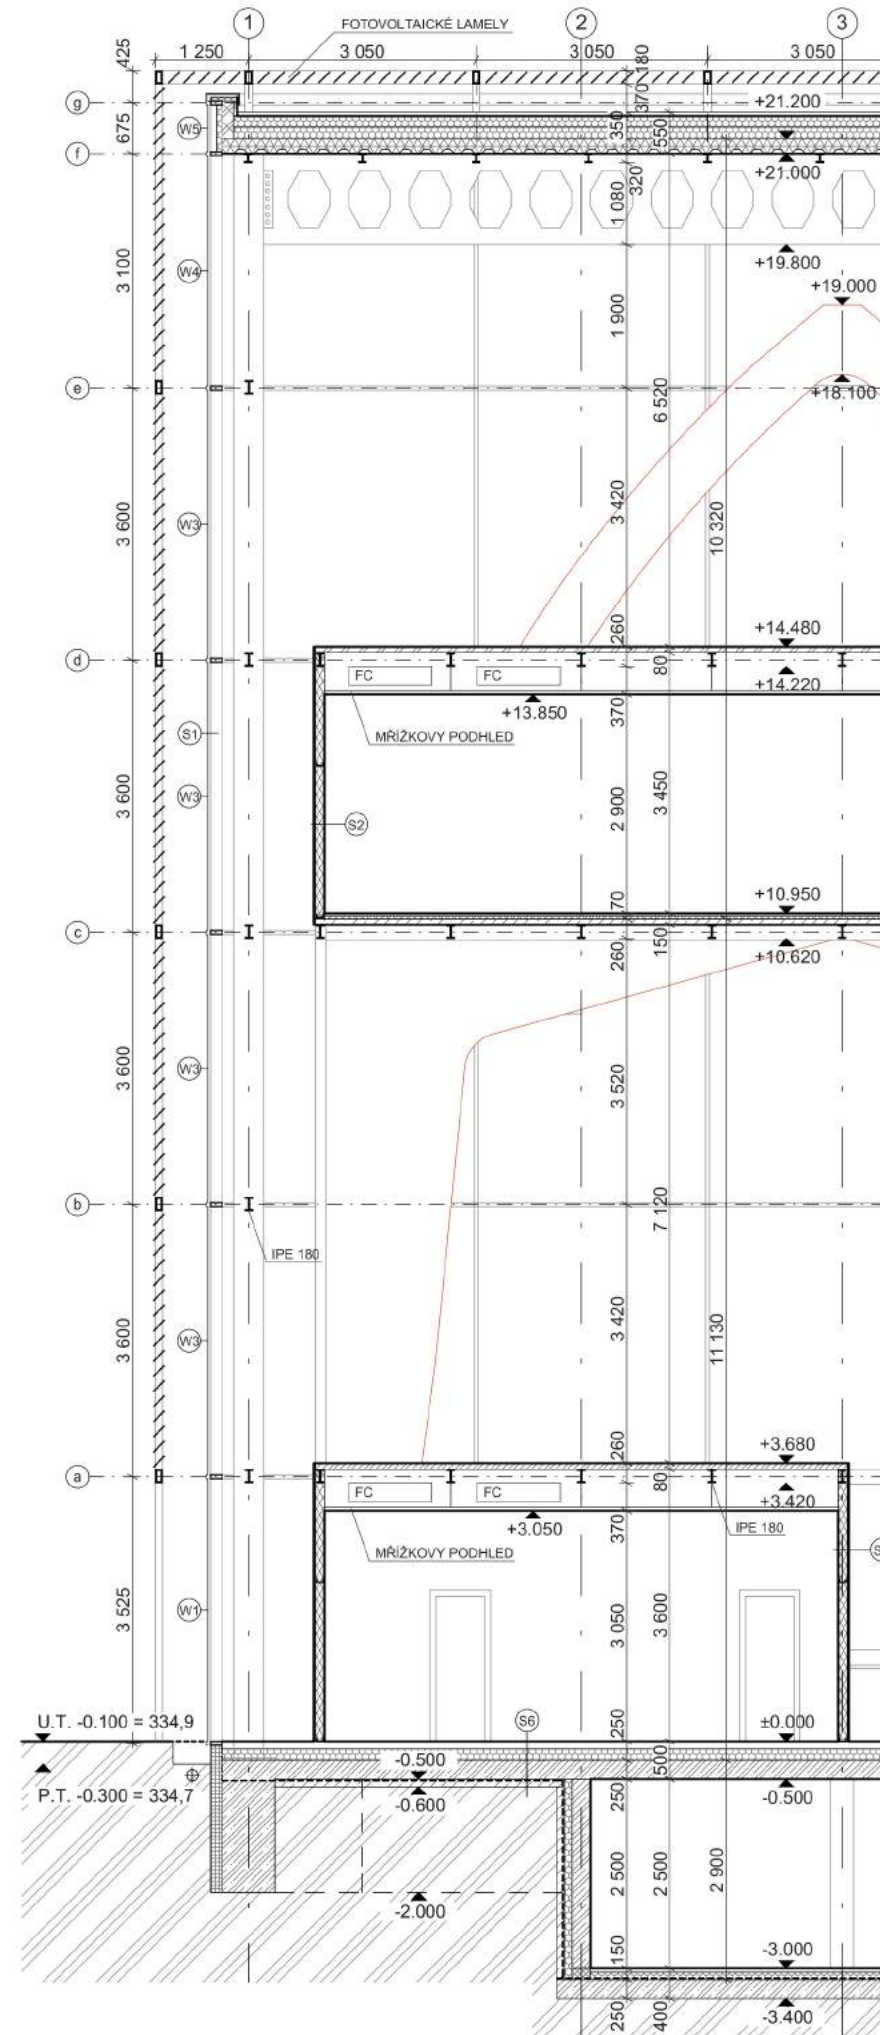 1
2
3
FOTOVOLTAICKÉ LAMELY
425
1 250
3 050
3 050
180
3 050
g
+21.200
370
W5
675
350
550
f
+21.000
320
1 080
3 100
W4
+19.800
+19.000
1 900
e
+18.100
6 520
3 600
W3
3 420
10 320
260
+14.480
d
80
FC
FC
+14.220
+13.850
370
S1
MŘÍŽKOVÝ PODHLED
3 600
W3
3 450
S2
2 900
70
+10.950
c
260
150
+10.620
3 600
W3
3 520
b
7 120
IPE 180
3 600
W3
3 420
11 130
260
+3.680
a
80
FC
FC
+3.420
+3.050
370
IPE 180
MŘÍŽKOVÝ PODHLED
S
3 525
W1
3 050
3 600
250
U.T. -0.100 = 334,9
S6
±0.000
-0.500
500
P.T. -0.300 = 334,7
-0.600
250
-0.500
2 500
2 500
2 900
-2.000
150
-3.000
250
400
-3.400